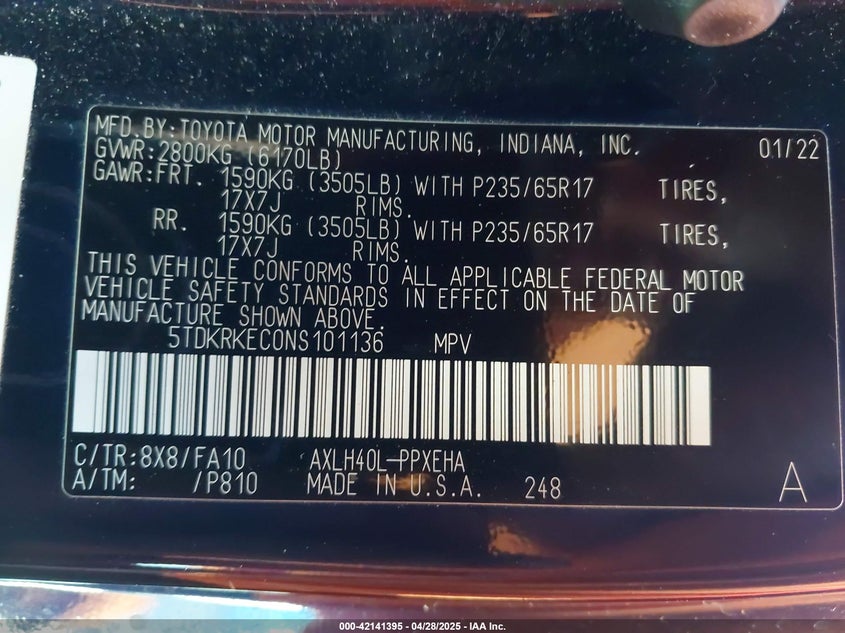 MFD.BY:TOYOTA MOTOR MANUFACTURING, INDIANA, INC. 01/22
GVWR:2800KG (6170LB)
GAWR:FRT. 1590KG (3505LB) WITH P235/65R17 TIRES,
17X7J RIMS.
RR. 1590KG (3505LB) WITH P235/65R17 TIRES,
17X7J RIMS.
THIS VEHICLE CONFORMS TO ALL APPLICABLE FEDERAL MOTOR
VEHICLE SAFETY STANDARDS IN EFFECT ON THE DATE OF
MANUFACTURE SHOWN ABOVE.
5TDKRKEC0NS101136 MPV
C/TR:8X8/FA10 AXLH40L-PPXEHA
A/TM: /P810 MADE IN U.S.A. 248 A
000-42141395 - 04/28/2025 - IAA Inc.